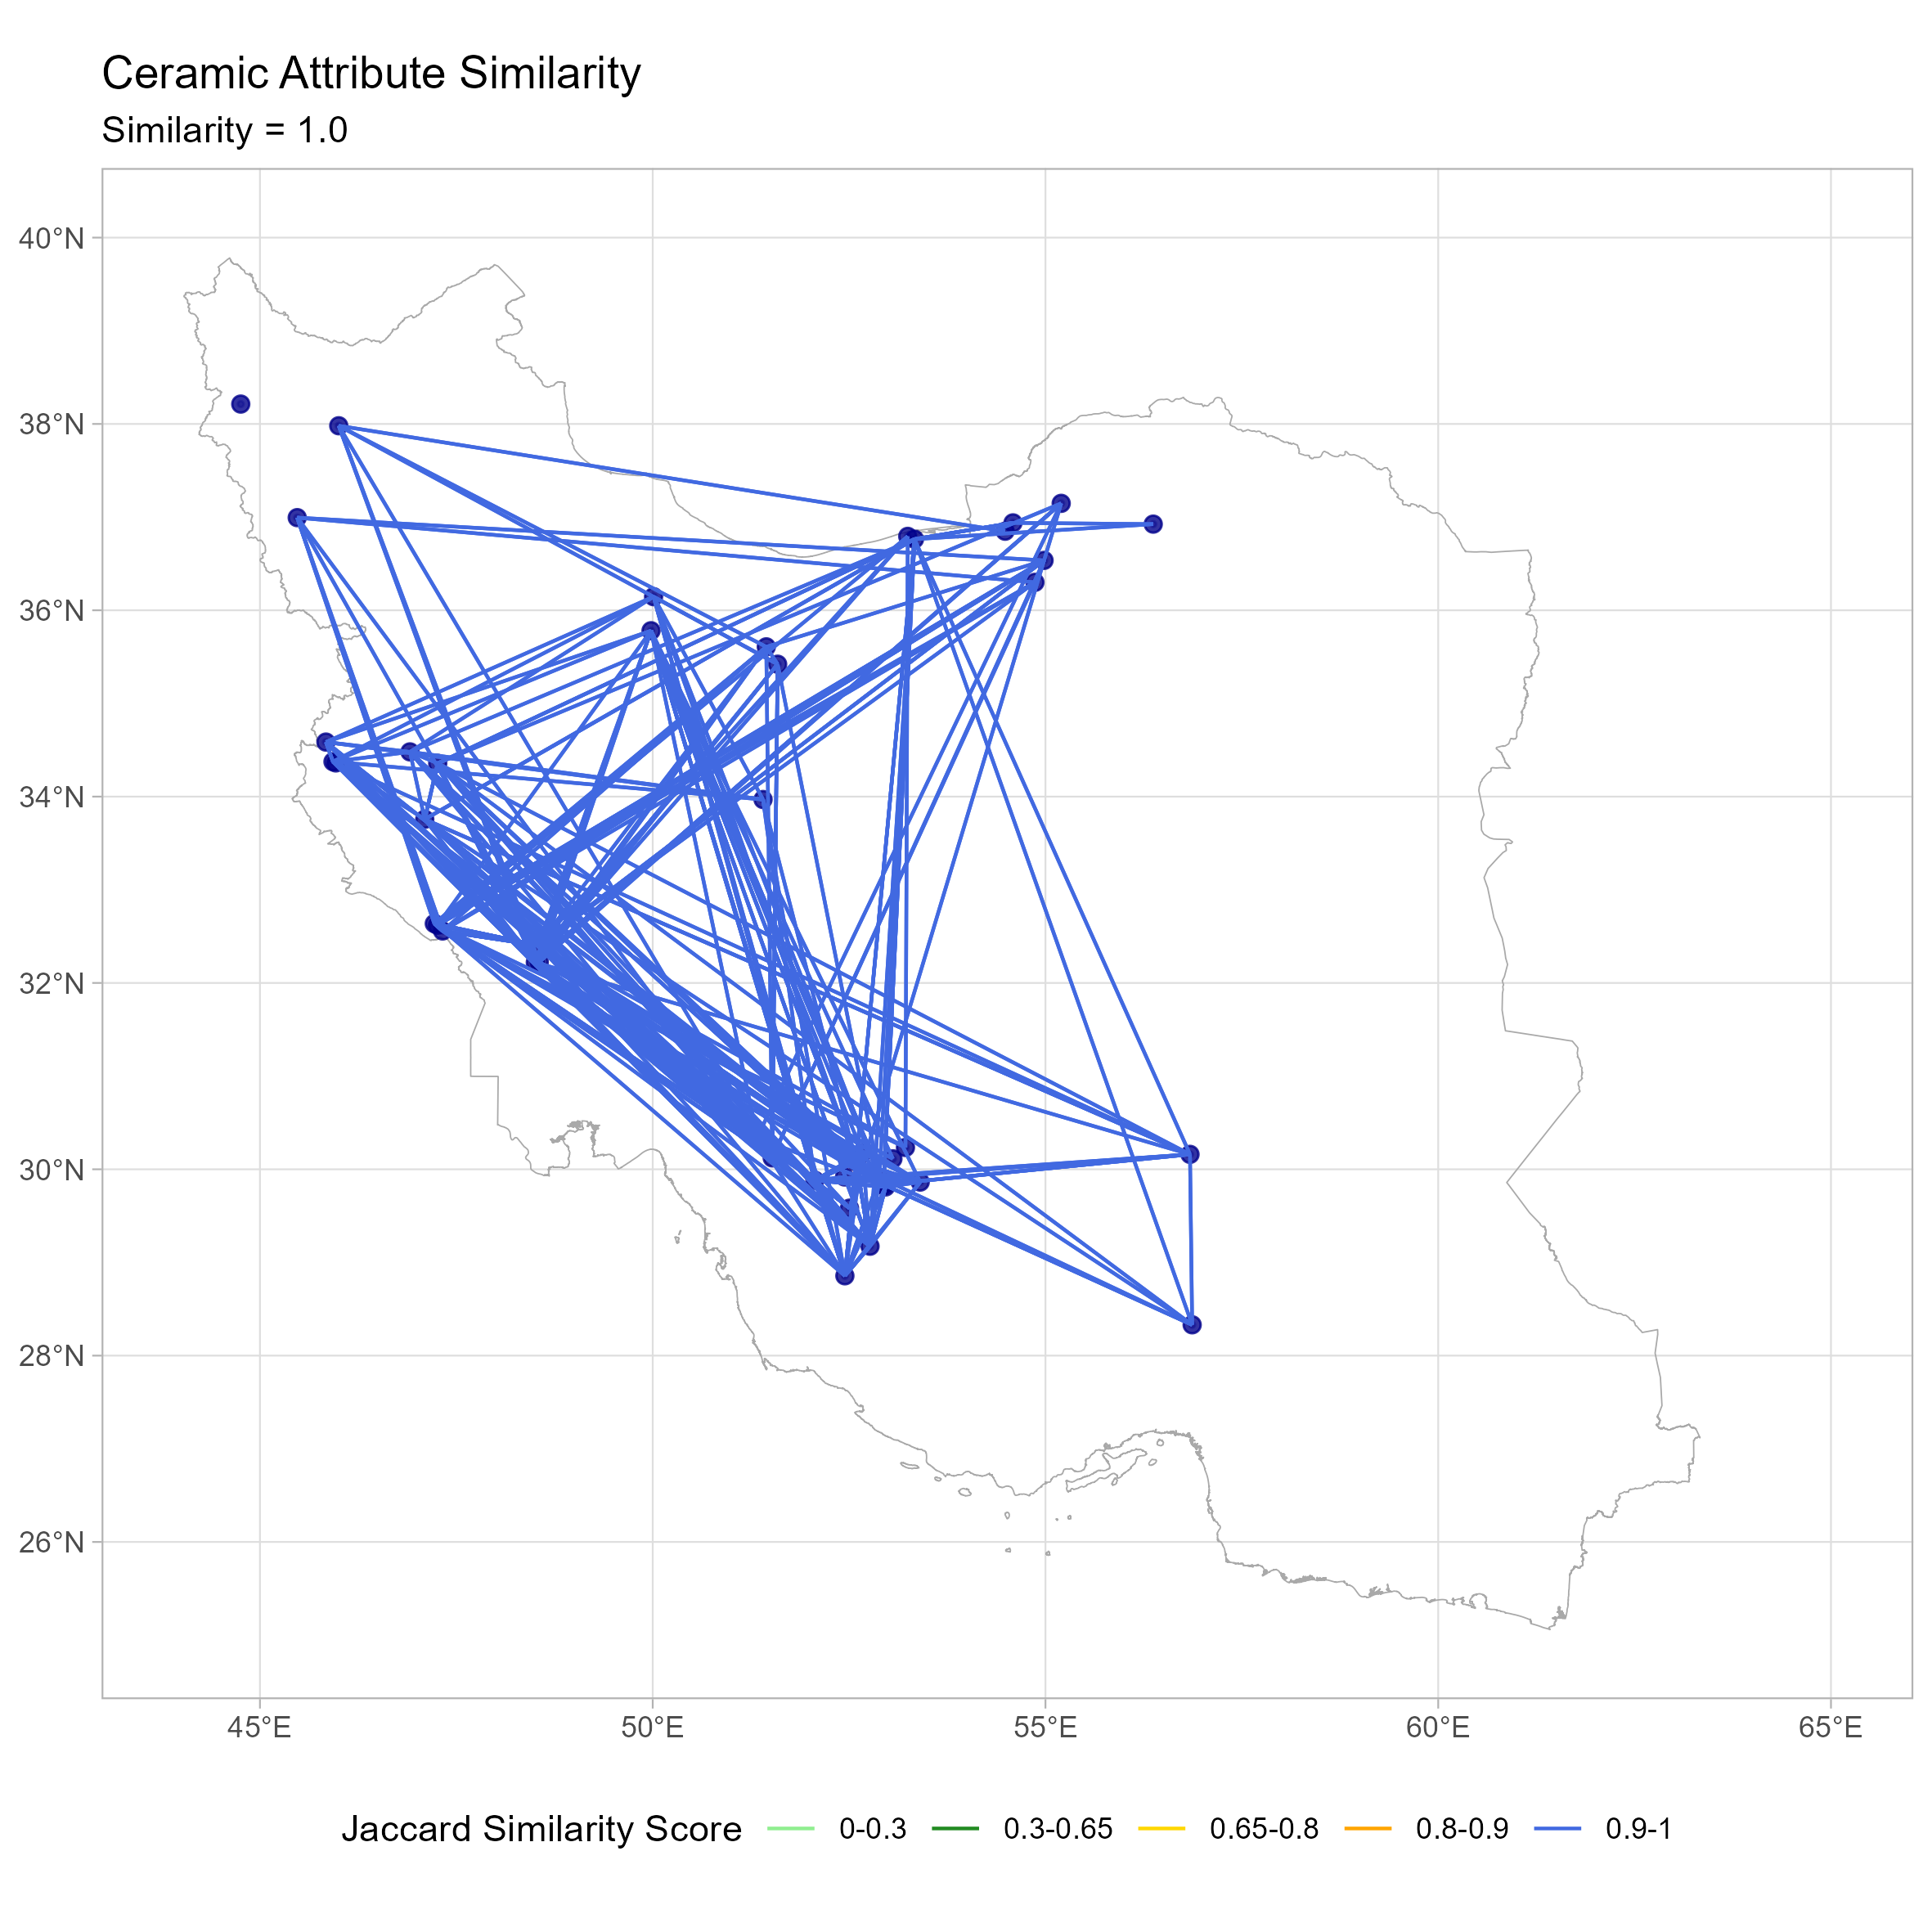 Ceramic Attribute Similarity
Similarity = 1.0
40°N
38°N
36°N
34°N
32°N
30°N
28°N
26°N
45°E 50°E 55°E 60°E 65°E
Jaccard Similarity Score 0-0.3 0.3-0.65 0.65-0.8 0.8-0.9 0.9-1